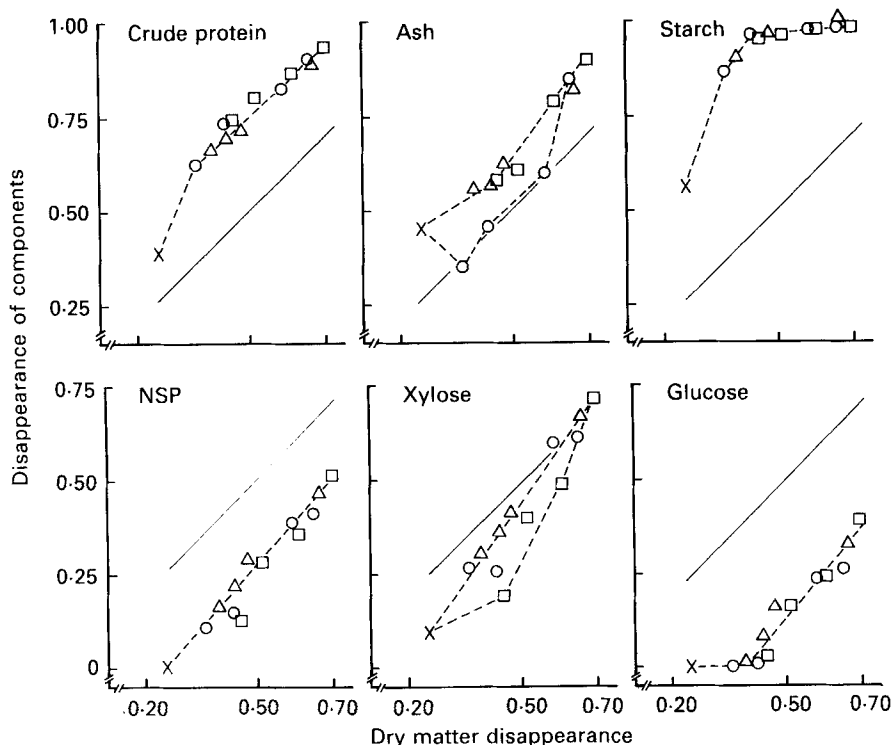 Crude protein Ash Starch
1·00
0·75
0·50
0·25
Disappearance of components
NSP Xylose Glucose
0·75
0·50
0·25
0
0·20 0·50 0·70 0·20 0·50 0·70 0·20 0·50 0·70
Dry matter disappearance